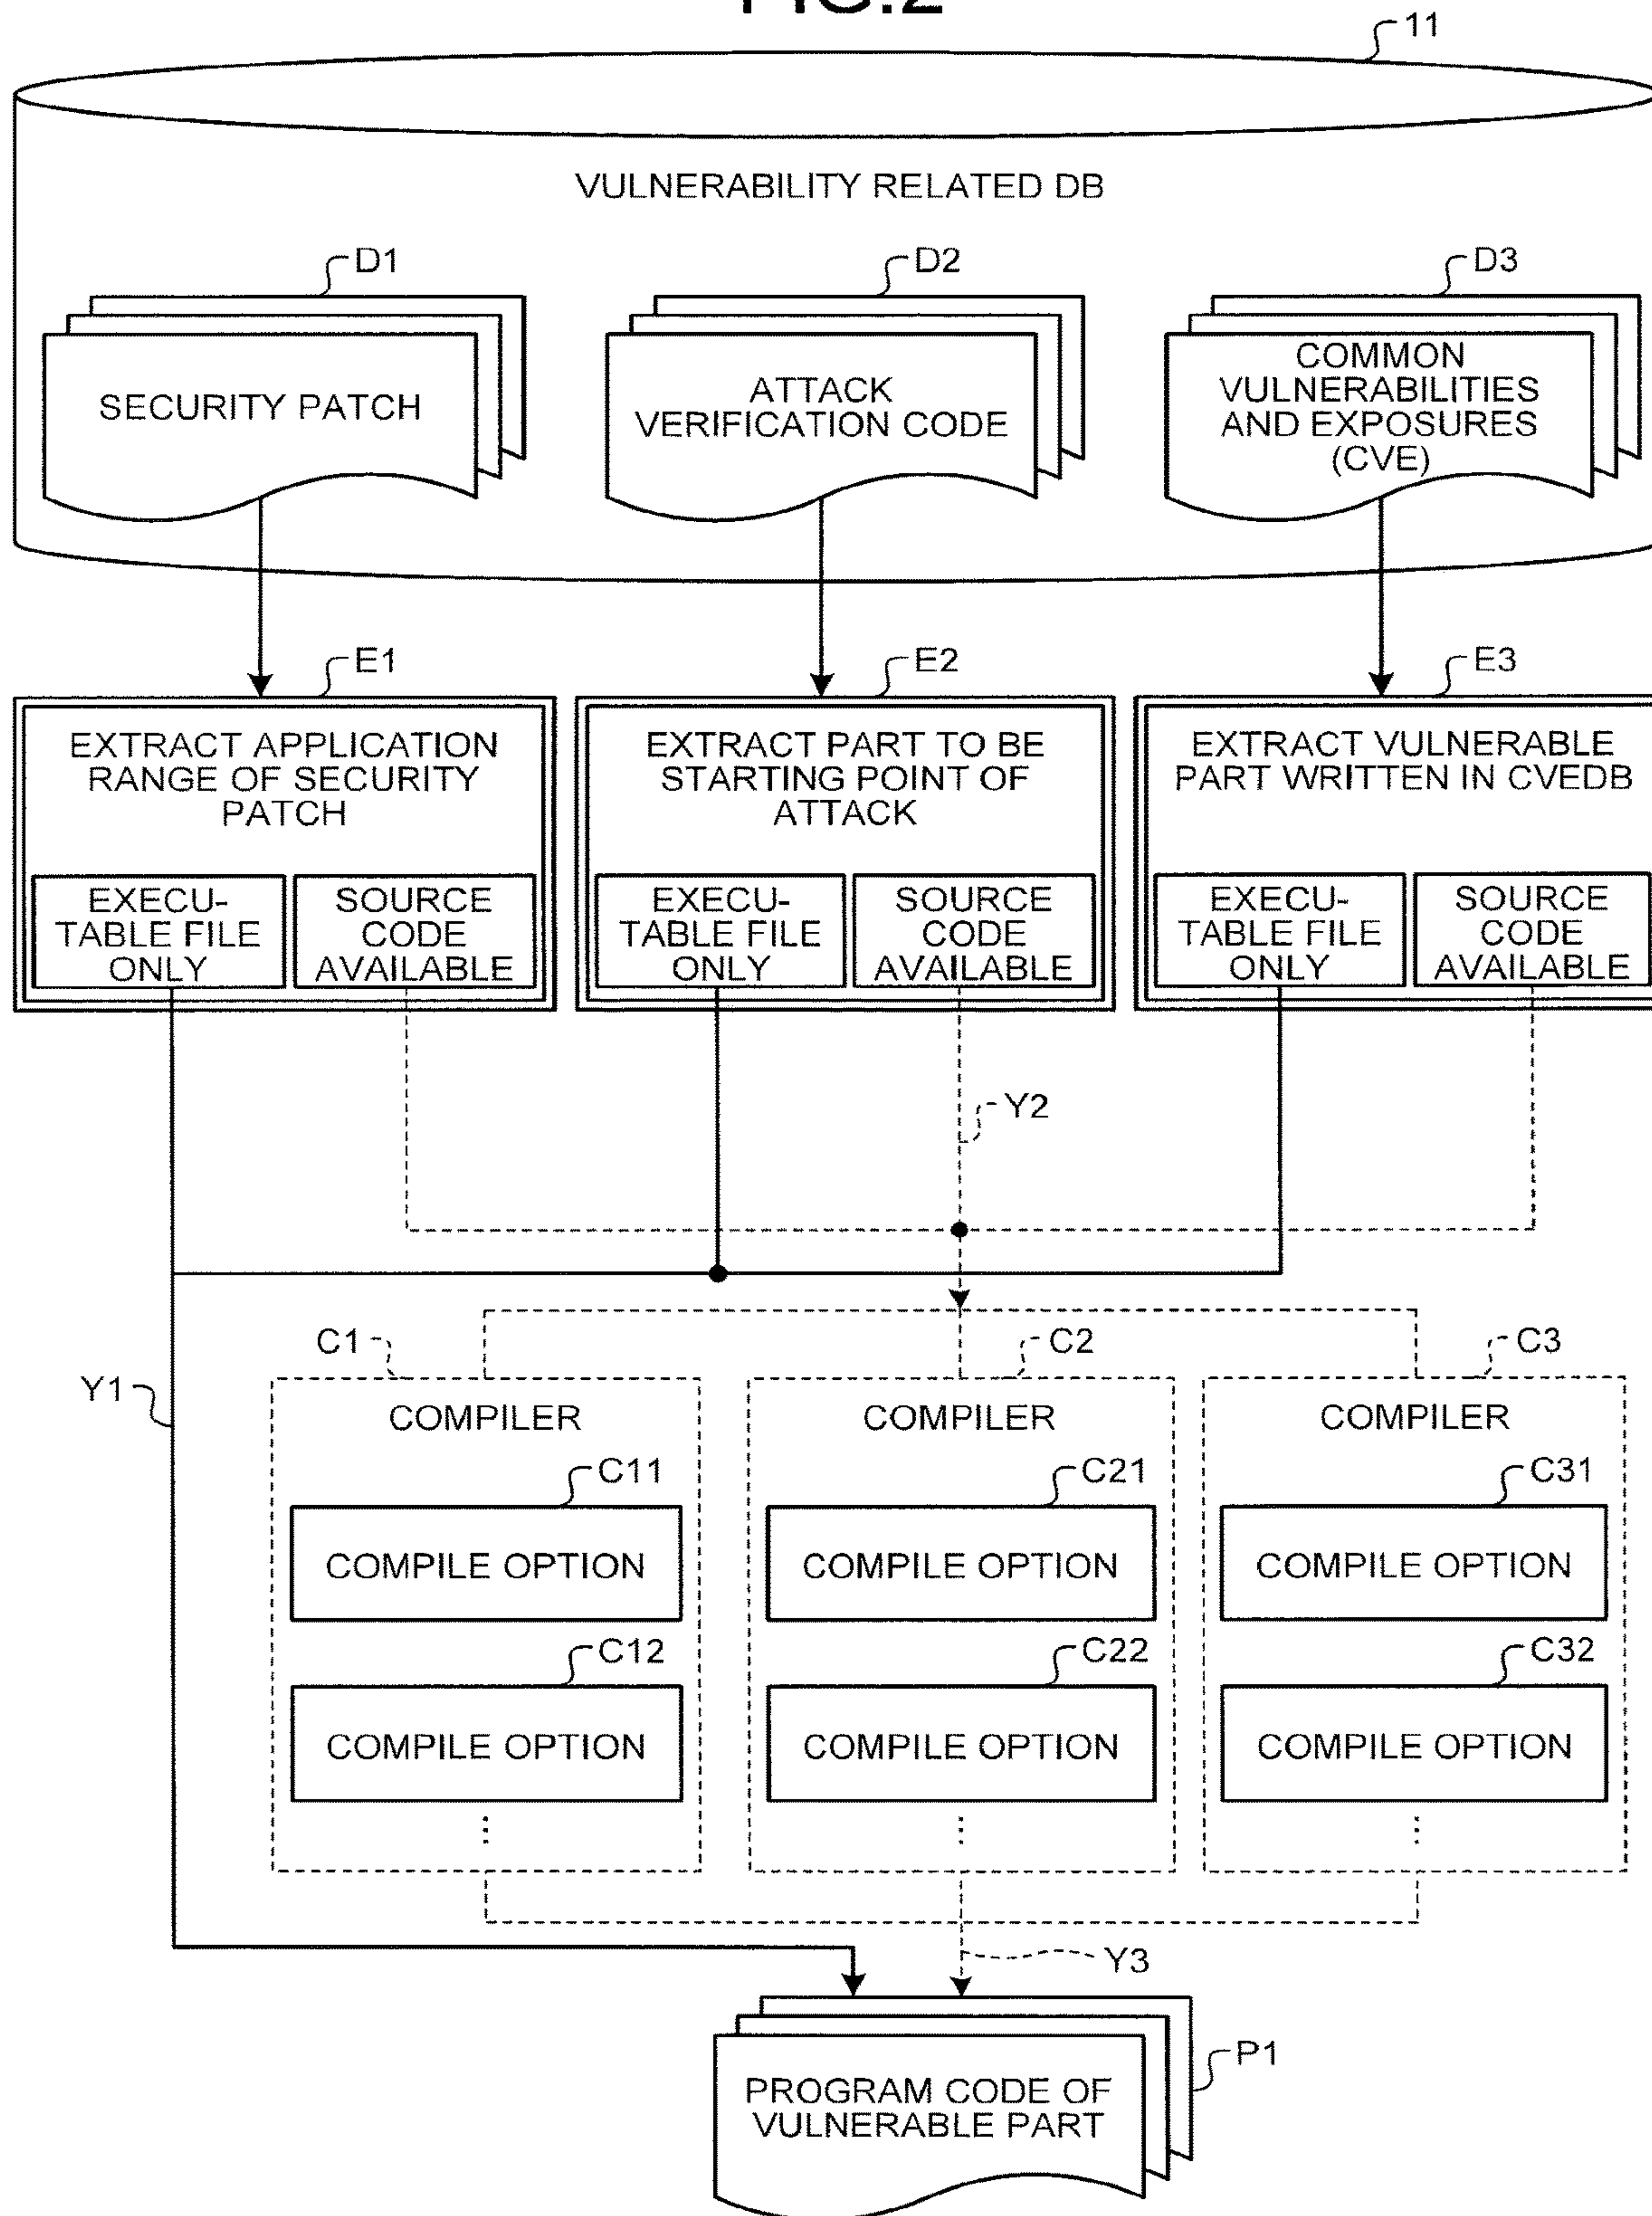 FIG.2
11
VULNERABILITY RELATED DB
D1
D2
D3
SECURITY PATCH
ATTACK
VERIFICATION CODE
COMMON
VULNERABILITIES
AND EXPOSURES
(CVE)
E1
E2
E3
EXTRACT APPLICATION
RANGE OF SECURITY
PATCH
EXECU-
TABLE FILE
ONLY
SOURCE
CODE
AVAILABLE
EXTRACT PART TO BE
STARTING POINT OF
ATTACK
EXECU-
TABLE FILE
ONLY
SOURCE
CODE
AVAILABLE
EXTRACT VULNERABLE
PART WRITTEN IN CVEDB
EXECU-
TABLE FILE
ONLY
SOURCE
CODE
AVAILABLE
Y2
Y1
C1
C2
C3
COMPILER
C11
COMPILE OPTION
C12
COMPILE OPTION
⋮
COMPILER
C21
COMPILE OPTION
C22
COMPILE OPTION
⋮
COMPILER
C31
COMPILE OPTION
C32
COMPILE OPTION
⋮
Y3
P1
PROGRAM CODE OF
VULNERABLE PART